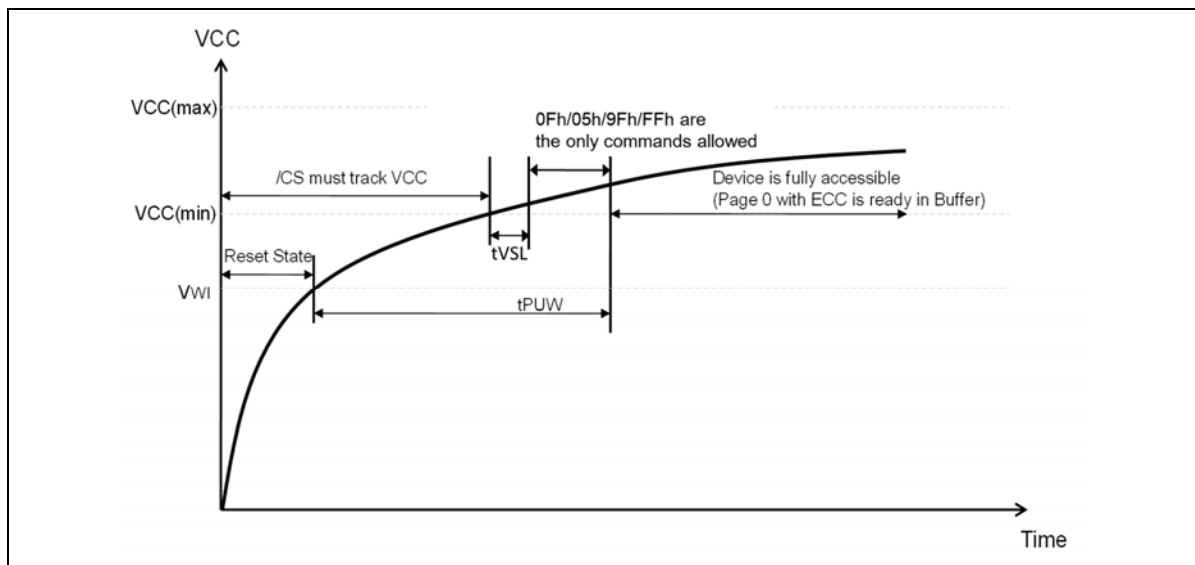 VCC
VCC(max)
0Fh/05h/9Fh/FFh are
the only commands allowed
/CS must track VCC
Device is fully accessible
(Page 0 with ECC is ready in Buffer)
VCC(min)
tVSL
Reset State
VWI
tPUW
Time